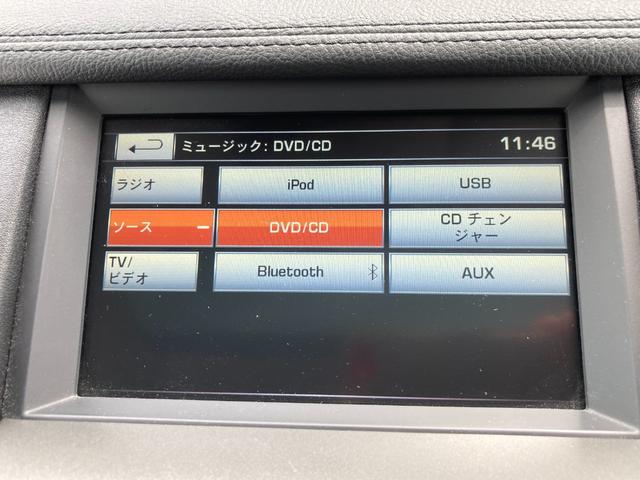 ミュージック: DVD/CD 11:46
ラジオ iPod USB
ソース DVD/CD CD チェン
ジャー
TV/
ビデオ Bluetooth AUX